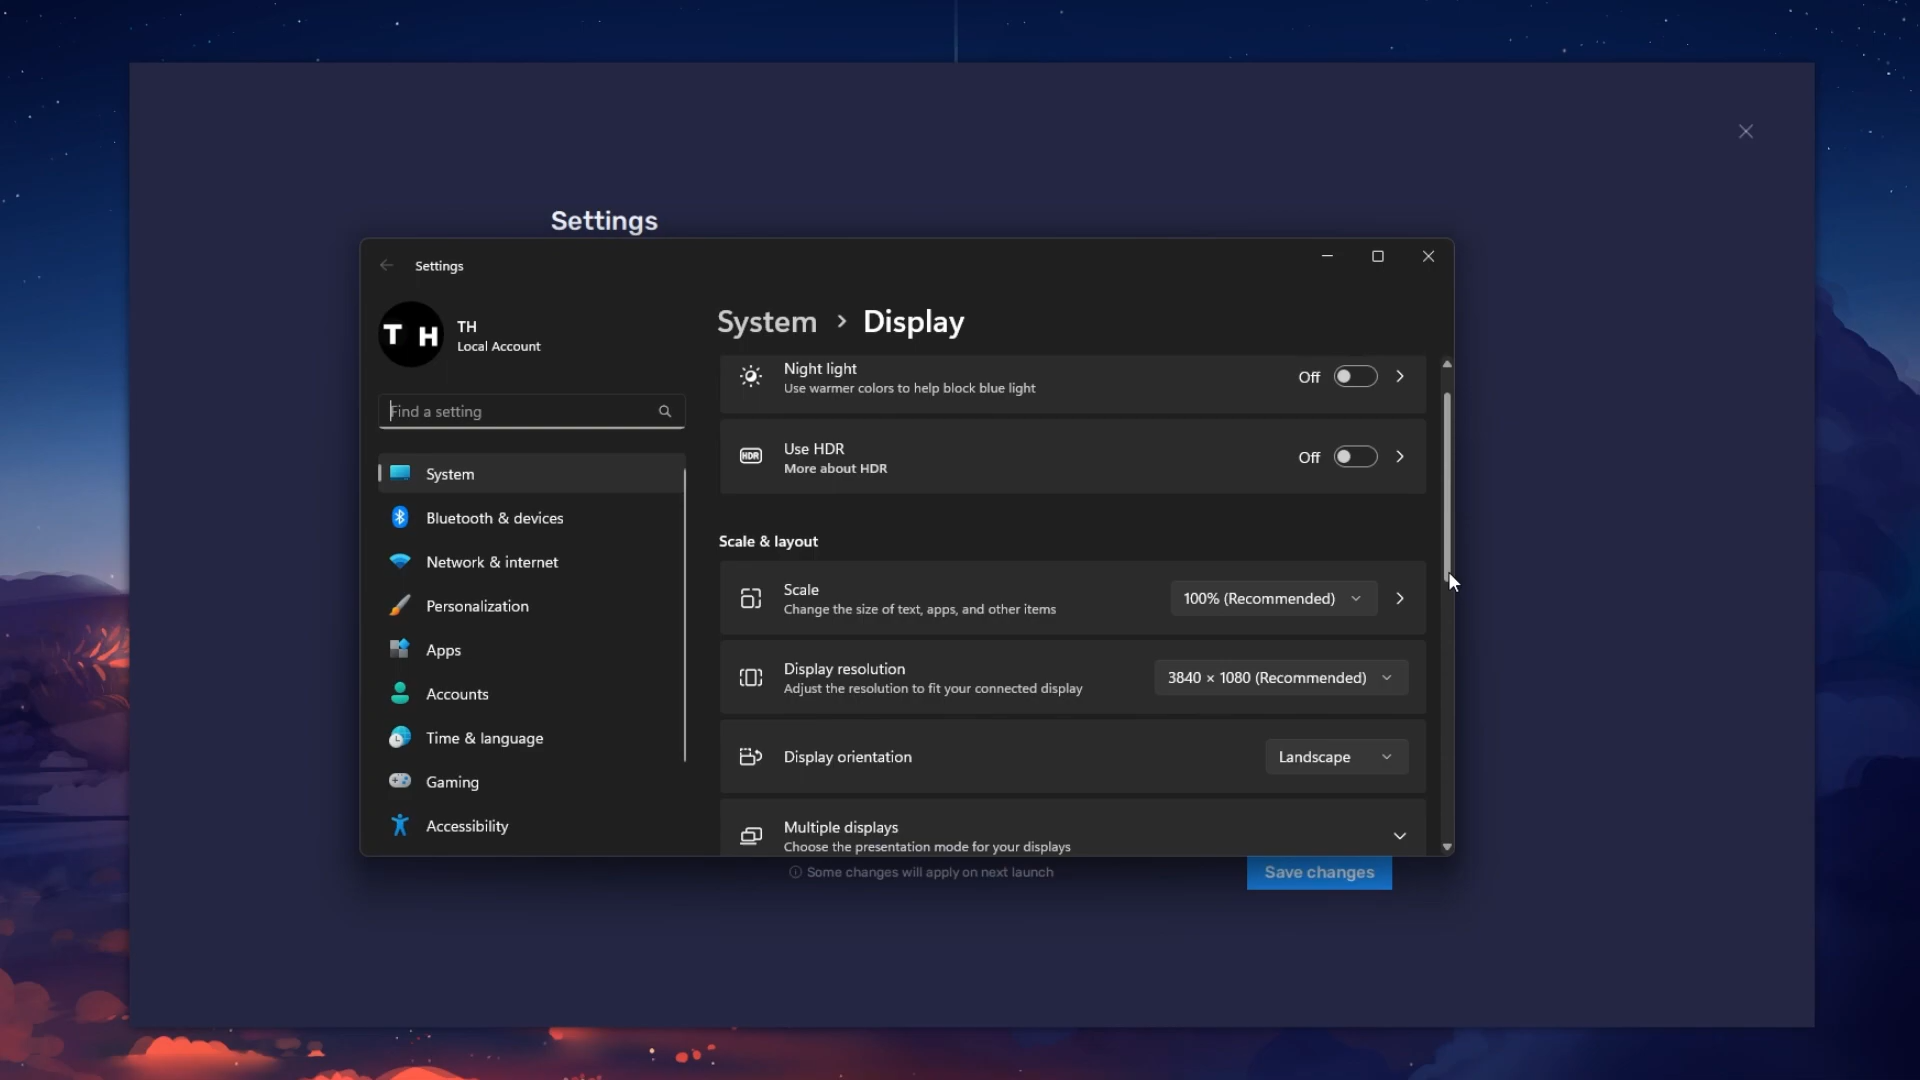 Settings
Settings
T H
TH
Local Account
Find a setting
System
Bluetooth & devices
Network & internet
Personalization
Apps
Accounts
Time & language
Gaming
Accessibility
System > Display
Night light
Off
Use warmer colors to help block blue light
HDR
Use HDR
Off
More about HDR
Scale & layout
Scale
100% (Recommended)
Change the size of text, apps, and other items
Display resolution
3840 × 1080 (Recommended)
Adjust the resolution to fit your connected display
Display orientation
Landscape
Multiple displays
Choose the presentation mode for your displays
Some changes will apply on next launch
Save changes